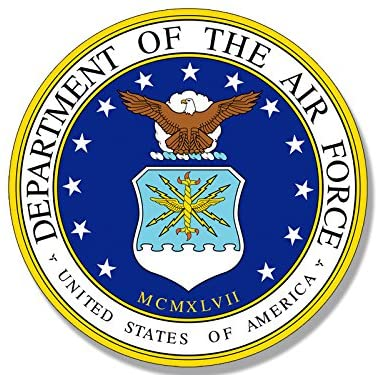 DEPARTMENT OF THE AIR FORCE
MCMXLVII
UNITED STATES OF AMERICA